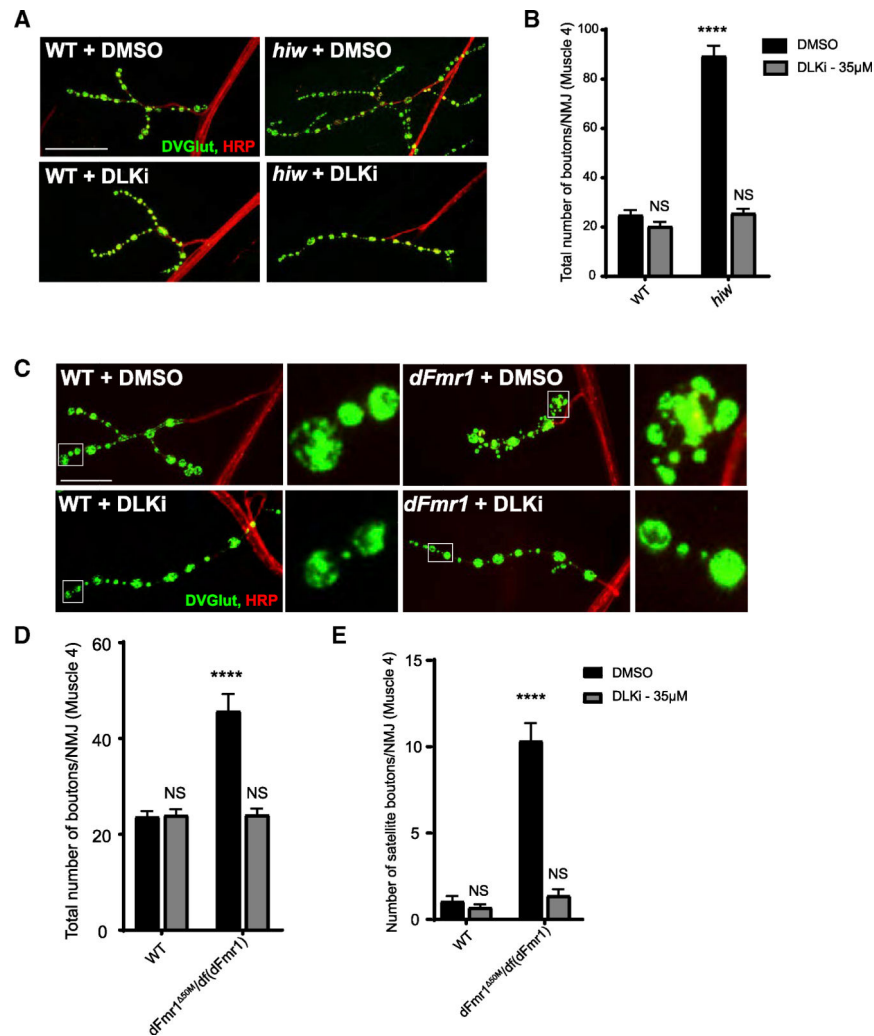 A
WT + DMSO
hiw + DMSO
DVGlut, HRP
WT + DLKi
hiw + DLKi
B
Total number of boutons/NMJ (Muscle 4)
100
80
60
40
20
0
NS
****
NS
WT
hiw
DMSO
DLKi - 35µM
C
WT + DMSO
dFmr1 + DMSO
WT + DLKi
dFmr1 + DLKi
DVGlut, HRP
D
Total number of boutons/NMJ (Muscle 4)
60
40
20
0
NS
****
NS
WT
dFmr1Δ50M/df(dFmr1)
E
Number of satellite boutons/NMJ (Muscle 4)
15
10
5
0
NS
****
NS
WT
dFmr1Δ50M/df(dFmr1)
DMSO
DLKi - 35µM